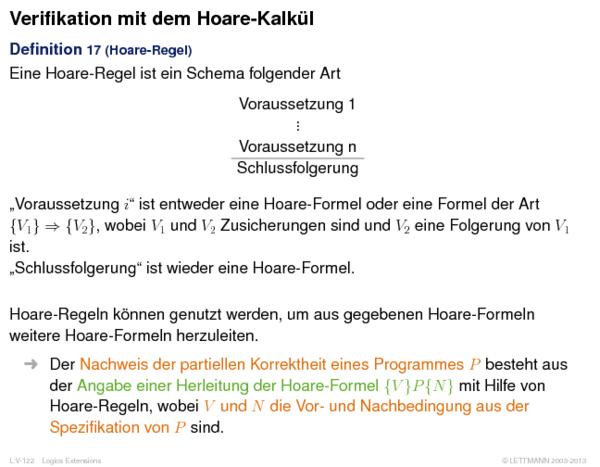 Verifikation mit dem Hoare-Kalkül
Definition 17 (Hoare-Regel)
Eine Hoare-Regel ist ein Schema folgender Art
Voraussetzung 1
⋮
Voraussetzung n
Schlussfolgerung
„Voraussetzung i“ ist entweder eine Hoare-Formel oder eine Formel der Art
{V₁} ⇒ {V₂}, wobei V₁ und V₂ Zusicherungen sind und V₂ eine Folgerung von V₁
ist.
„Schlussfolgerung“ ist wieder eine Hoare-Formel.
Hoare-Regeln können genutzt werden, um aus gegebenen Hoare-Formeln
weitere Hoare-Formeln herzuleiten.
➜ Der Nachweis der partiellen Korrektheit eines Programmes P besteht aus
der Angabe einer Herleitung der Hoare-Formel {V}P{N} mit Hilfe von
Hoare-Regeln, wobei V und N die Vor- und Nachbedingung aus der
Spezifikation von P sind.
L:V-122 Logics Extensions © LETTMANN 2003-2013